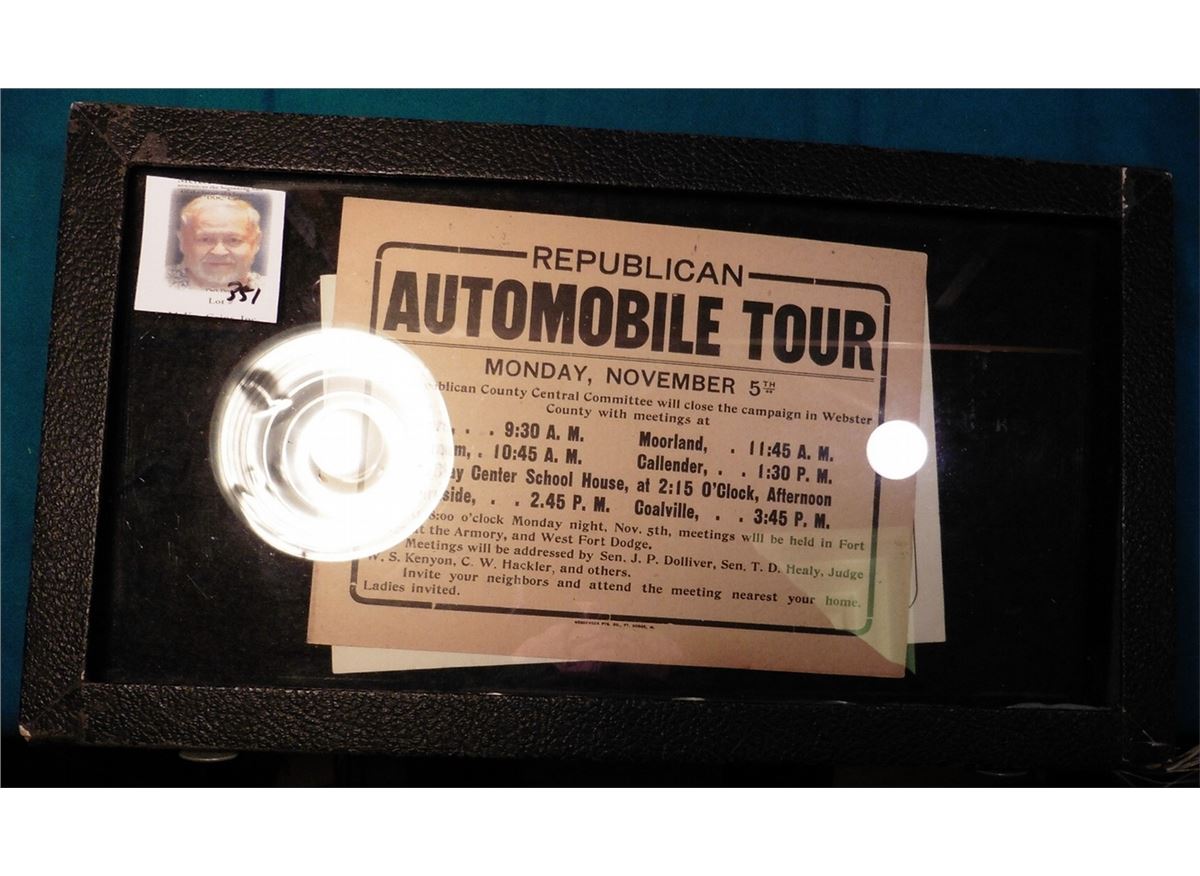 Lot 351
REPUBLICAN
AUTOMOBILE TOUR
MONDAY, NOVEMBER 5TH
County Central Committee will close the campaign in Webster
County with meetings at
9:30 A. M. Moorland, . 11:45 A. M.
. 10:45 A. M. Callender, . . 1:30 P. M.
Center School House, at 2:15 O'Clock, Afternoon
. . 2.45 P. M. Coalville, . . 3:45 P. M.
o'clock Monday night, Nov. 5th, meetings will be held in Fort
at the Armory, and West Fort Dodge.
Meetings will be addressed by Sen. J. P. Dolliver, Sen. T. D. Healy, Judge
W. S. Kenyon, C. W. Hackler, and others.
Invite your neighbors and attend the meeting nearest your home.
Ladies invited.